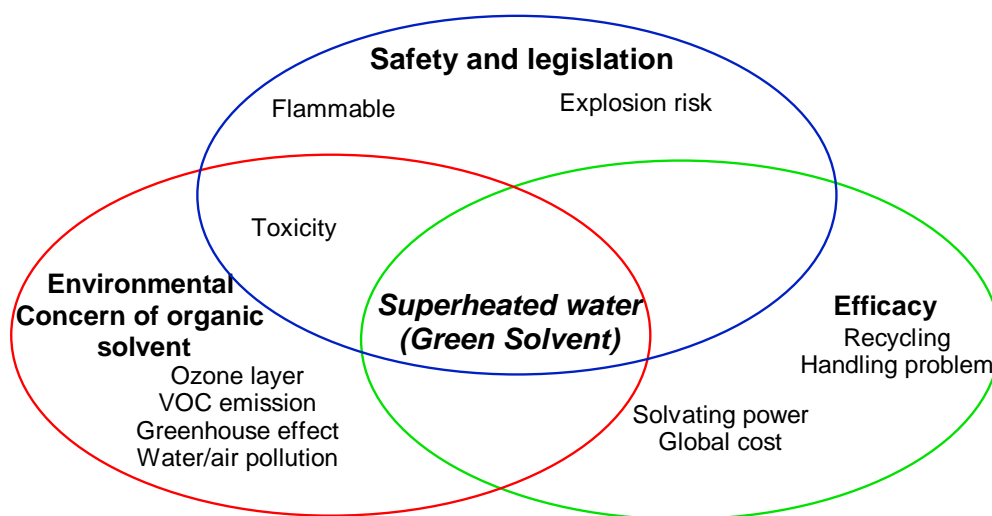 Safety and legislation
Flammable
Explosion risk
Toxicity
Environmental
Concern of organic
solvent
Ozone layer
VOC emission
Greenhouse effect
Water/air pollution
Superheated water
(Green Solvent)
Efficacy
Recycling
Handling problem
Solvating power
Global cost